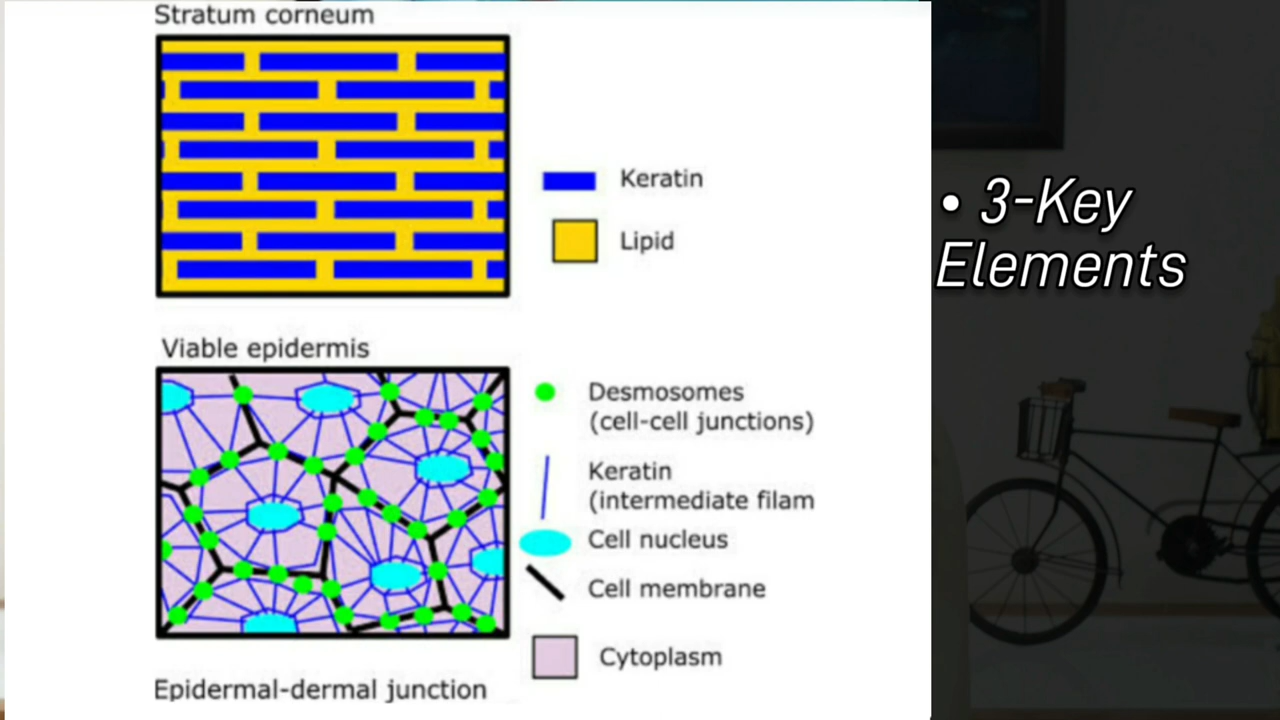 Stratum corneum
Keratin
Lipid
Viable epidermis
Desmosomes
(cell-cell junctions)
Keratin
(intermediate filam
Cell nucleus
Cell membrane
Cytoplasm
Epidermal-dermal junction
• 3-Key
Elements